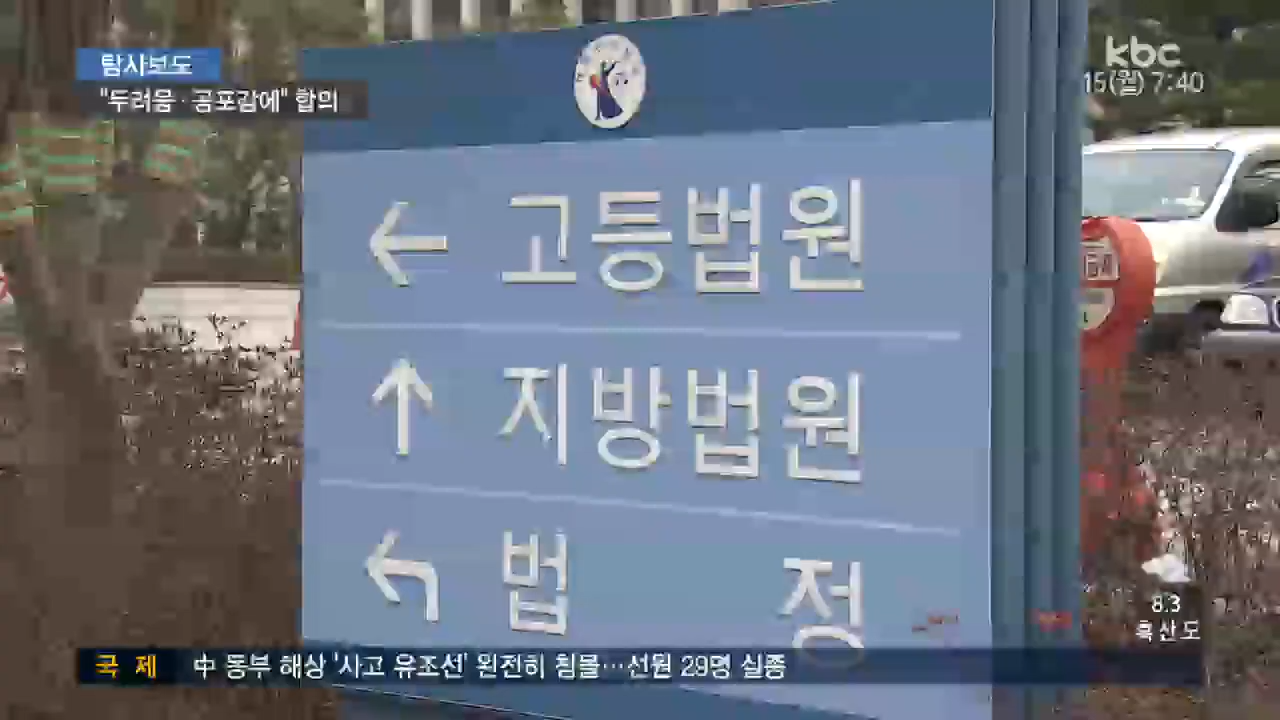 탐사보도
"두려움·공포감에" 합의
kbc
15(월) 7:40
← 고등법원
↑ 지방법원
법 정
8.3
흑산도
국 제
中 동부 해상 '사고 유조선' 완전히 침몰…선원 29명 실종